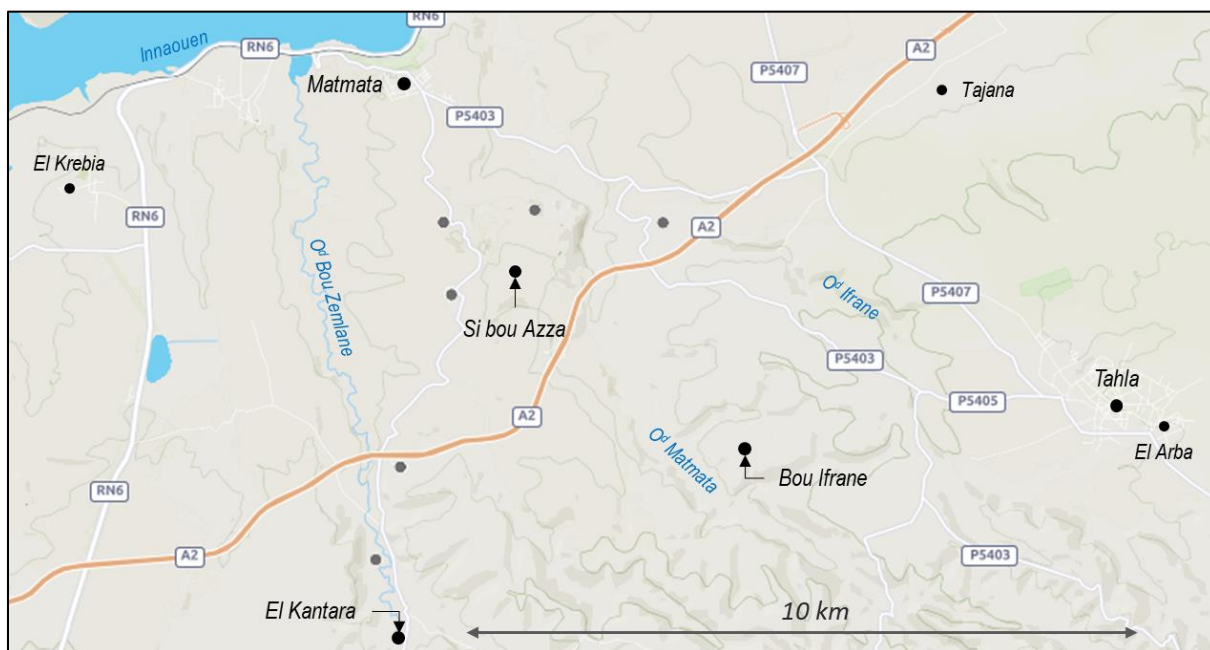 RN6
Innaouen
RN6
A2
P5407
Matmata
Tajana
P5403
El Krebia
RN6
A2
Oᵈ Bou Zemlane
Si bou Azza
Oᵈ Ifrane
P5407
P5403
Tahla
P5405
A2
El Arba
Oᵈ Matmata
Bou Ifrane
RN6
A2
P5403
El Kantara
10 km